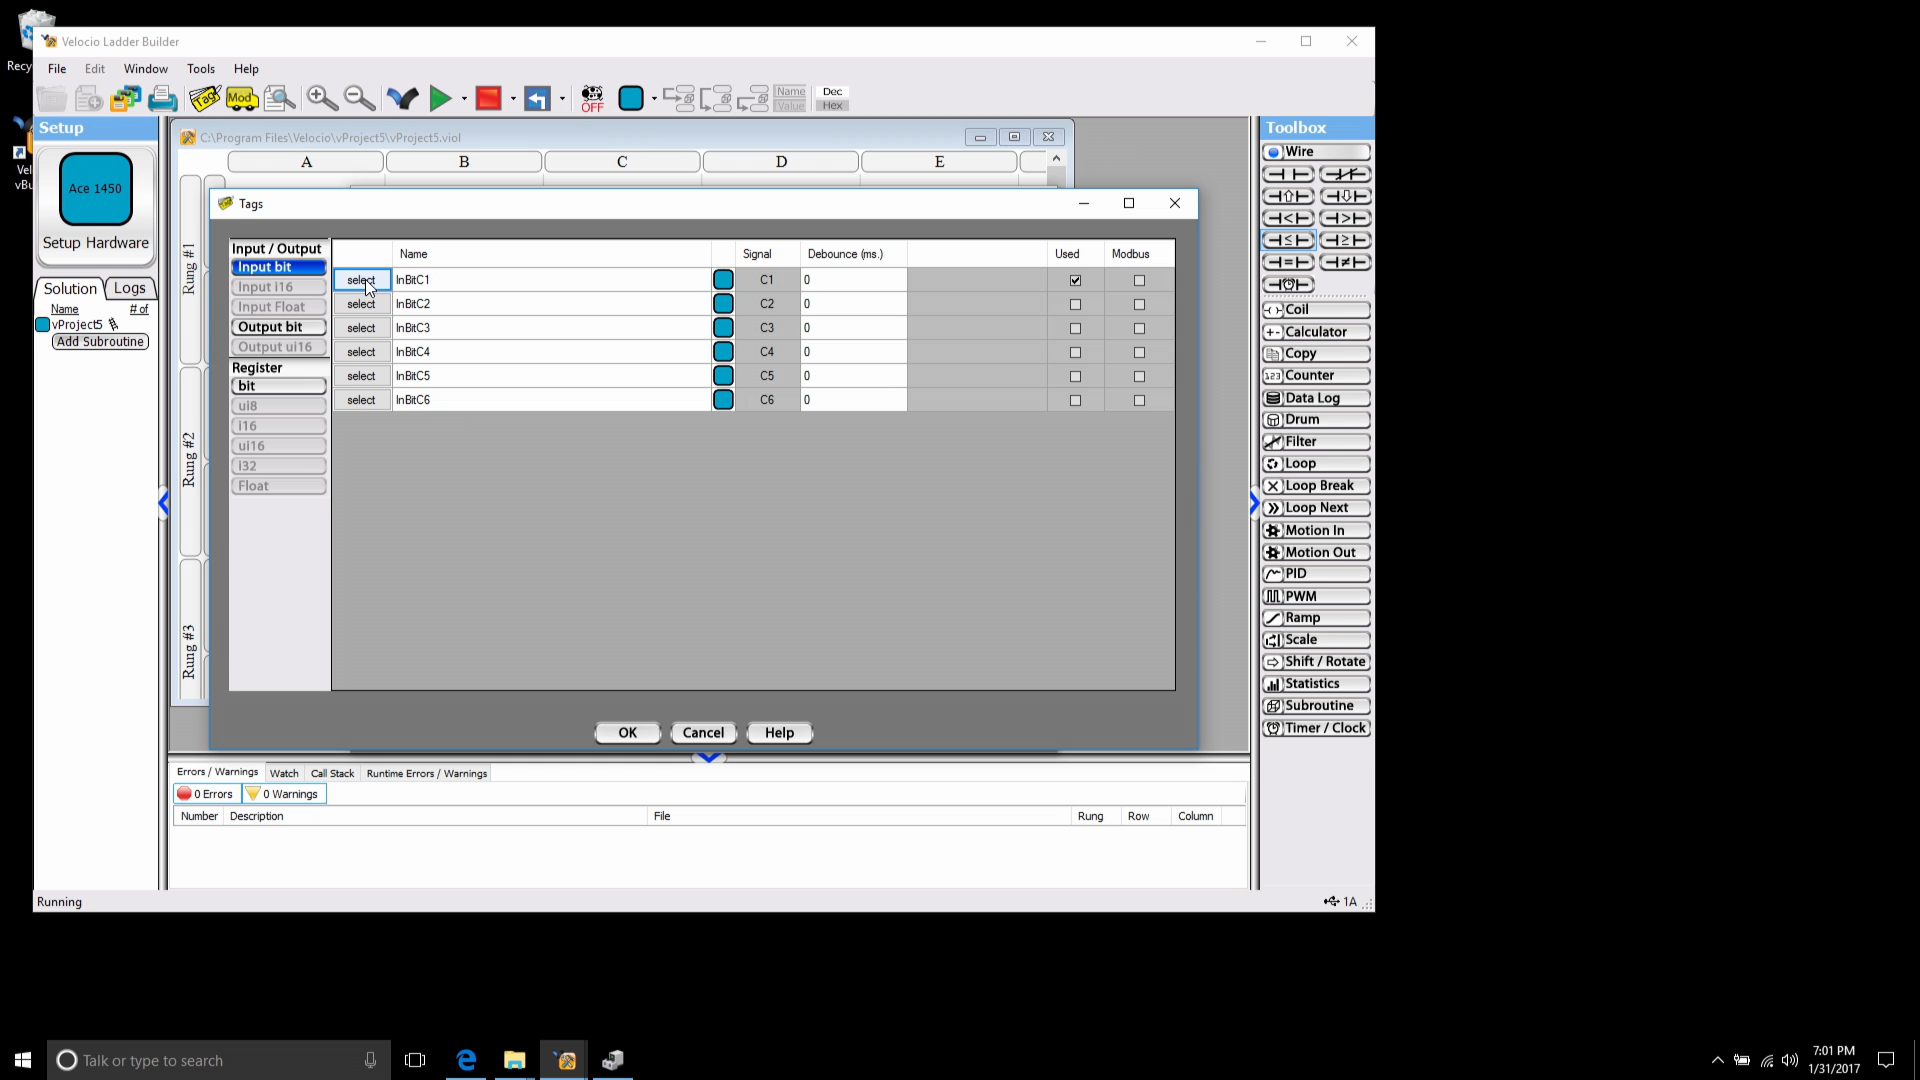 Recy
Vel
vBu
Velocio Ladder Builder
File Edit Window Tools Help
Tag Mod OFF Name Value Dec Hex
Setup
Ace 1450
Setup Hardware
Solution Logs
Name # of
vProject5
Add Subroutine
C:\Program Files\Velocio\vProject5\vProject5.viol
A B C D E
Rung #1
Rung #2
Rung #3
Tags
Input / Output
Input bit
Input i16
Input Float
Output bit
Output ui16
Register
bit
ui8
i16
ui16
i32
Float
Name Signal Debounce (ms.) Used Modbus
select InBitC1 C1 0
select InBitC2 C2 0
select InBitC3 C3 0
select InBitC4 C4 0
select InBitC5 C5 0
select InBitC6 C6 0
OK Cancel Help
Errors / Warnings Watch Call Stack Runtime Errors / Warnings
0 Errors 0 Warnings
Number Description File Rung Row Column
Running
1A
Toolbox
Wire
Coil
Calculator
Copy
123 Counter
Data Log
Drum
Filter
Loop
Loop Break
Loop Next
Motion In
Motion Out
PID
PWM
Ramp
Scale
Shift / Rotate
Statistics
Subroutine
Timer / Clock
Talk or type to search
7:01 PM
1/31/2017